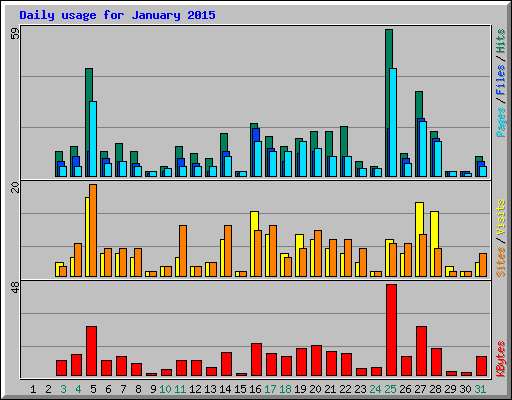 Daily usage for January 2015
59
Pages / Files / Hits
20
Sites / Visits
48
KBytes
1 2 3 4 5 6 7 8 9 10 11 12 13 14 15 16 17 18 19 20 21 22 23 24 25 26 27 28 29 30 31